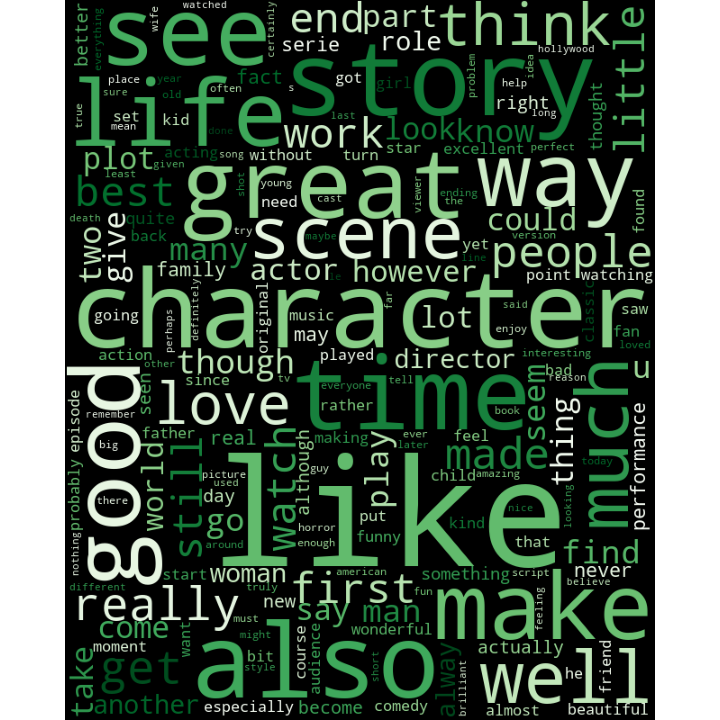 better
everything
see
wife
watched
certainly
end
part
serie
role
think
hollywood
little
story
life
place
year
sure
old
true
mean
set
kid
fact
often
s
got
girl
problem
help
idea
right
long
thought
done
work
last
look
know
star
excellent
perfect
plot
acting
song
given
without
turn
least
best
great
shot
young
need
cast
viewer
ending
the
way
found
death
quite
back
two
give
try
scene
maybe
many
could
version
yet
line
people
family
actor
however
point
watching
character
going
perhaps
definitely
original
music
may
re
far
lot
said
enjoy
classic
saw
fan
loved
action
other
though
played
director
interesting
bad
reason
u
good
seen
since
tv
love
everyone
rather
tell
time
book
seem
thing
much
performance
remember
episode
big
father
real
watch
making
although
play
ever
later
feel
made
today
probably
there
world
still
picture
used
day
guy
like
child
amazing
nothing
around
go
horror
enough
put
funny
kind
nice
looking
that
find
different
start
woman
american
something
script
never
believe
really
truly
new
first
say
man
fun
feeling
make
come
want
must
might
wonderful
moment
take
get
also
bit
style
course
audience
short
alway
brilliant
actually
well
he
friend
another
especially
become
comedy
almost
beautiful